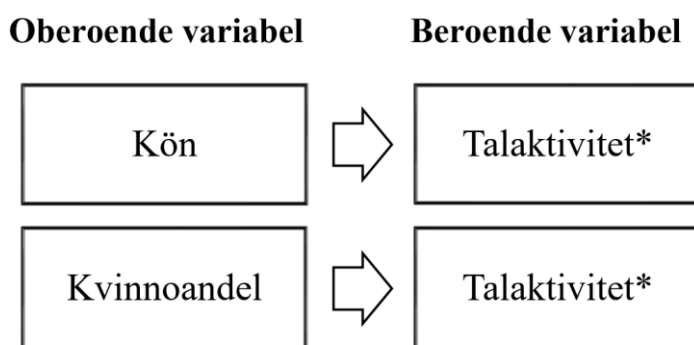 Oberoende variabel Beroende variabel
Kön Talaktivitet*
Kvinnoandel Talaktivitet*